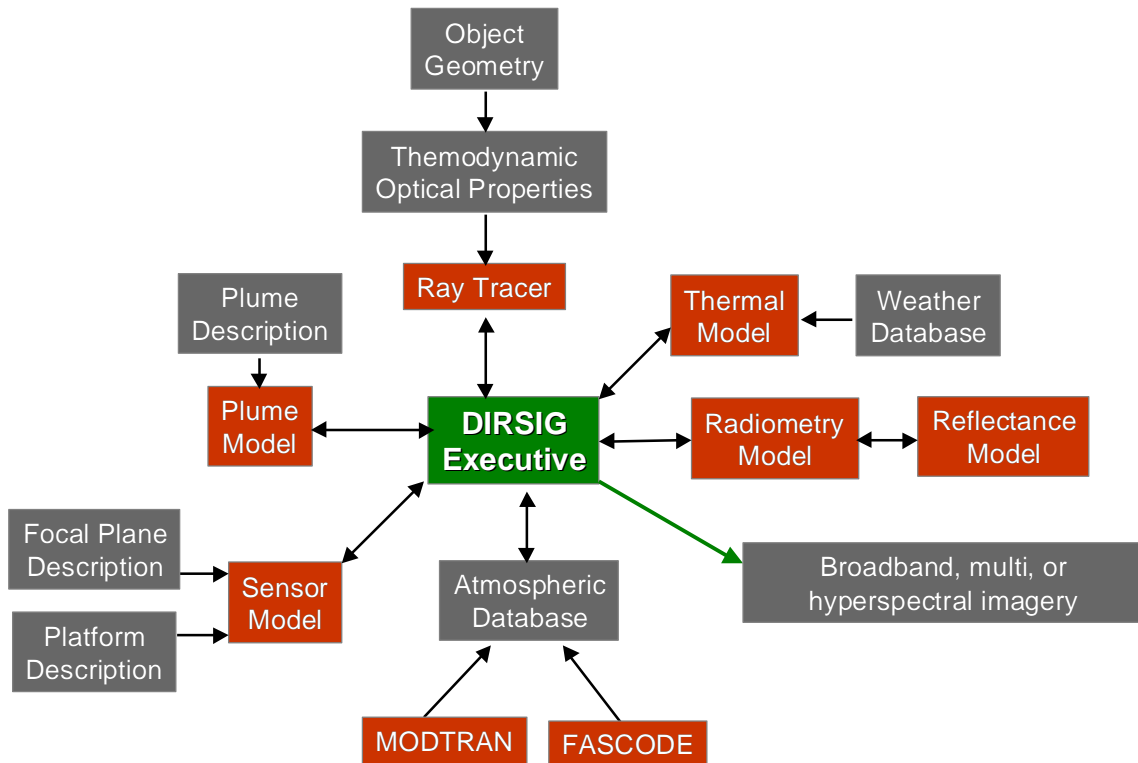 Object
Geometry
Themodynamic
Optical Properties
Ray Tracer
Plume
Description
Thermal
Model
Weather
Database
Plume
Model
DIRSIG
Executive
Radiometry
Model
Reflectance
Model
Focal Plane
Description
Sensor
Model
Platform
Description
Atmospheric
Database
Broadband, multi, or
hyperspectral imagery
MODTRAN
FASCODE